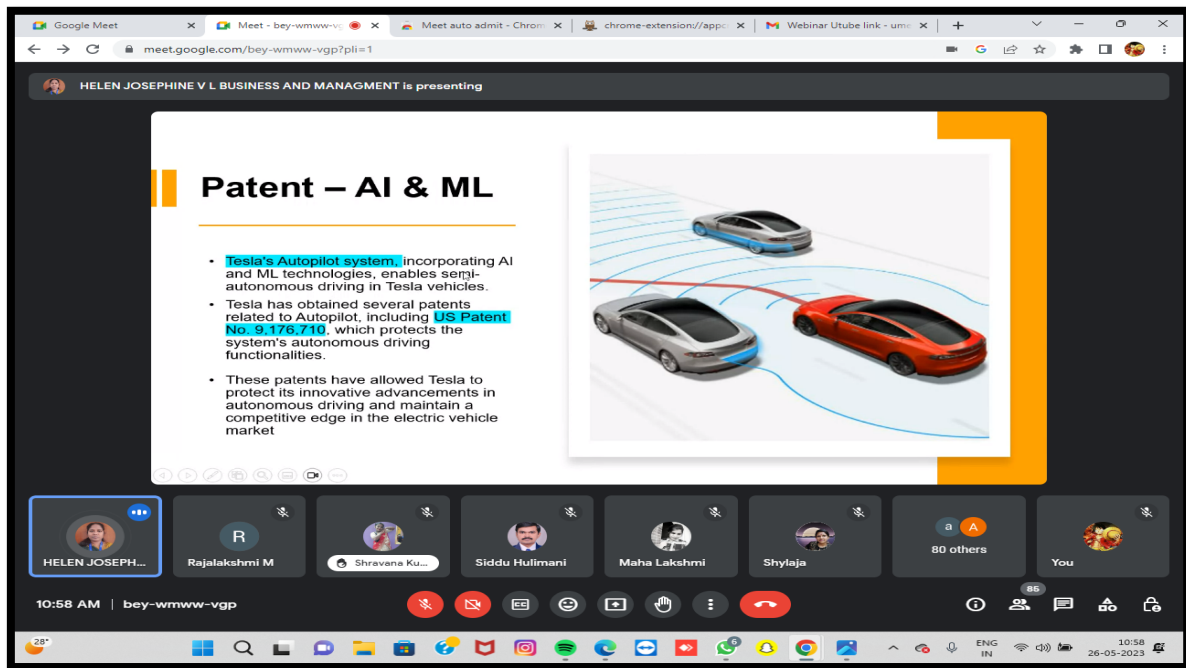 Google Meet
Meet - bey-wmww-v
Meet auto admit - Chrom
chrome-extension://appc
Webinar Utube link - ume
meet.google.com/bey-wmww-vgp?pli=1
HELEN JOSEPHINE V L BUSINESS AND MANAGMENT is presenting
Patent – AI & ML
• Tesla's Autopilot system, incorporating AI
and ML technologies, enables semi-
autonomous driving in Tesla vehicles.
• Tesla has obtained several patents
related to Autopilot, including US Patent
No. 9,176,710, which protects the
system's autonomous driving
functionalities.
• These patents have allowed Tesla to
protect its innovative advancements in
autonomous driving and maintain a
competitive edge in the electric vehicle
market
HELEN JOSEPH...
R
Rajalakshmi M
Shravana Ku...
Siddu Hulimani
Maha Lakshmi
Shylaja
a A
80 others
You
10:58 AM | bey-wmww-vgp
CC
85
28°
6
ENG
IN
10:58
26-05-2023